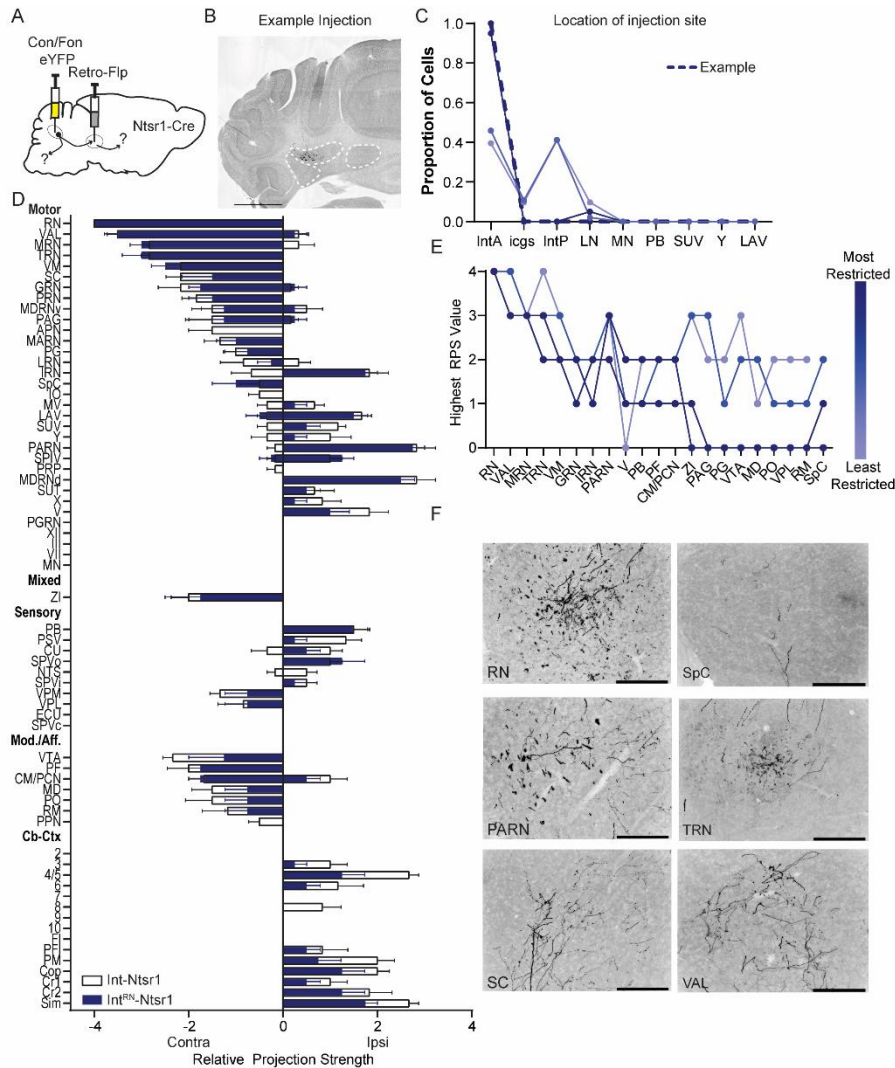 A
Con/Fon
eYFP
Retro-Flp
Ntsr1-Cre
?
?
B
Example Injection
C
Location of injection site
Proportion of Cells
1.0
0.8
0.6
0.4
0.2
0.0
Example
IntA
icgs
IntP
LN
MN
PB
SUV
Y
LAV
D
Motor
RN
VAL
MRN
TRN
VM
SC
GRN
PRN
MDRNv
PAG
APN
MARN
PG
LRN
IRN
SpC
IO
MV
LAV
SUV
Y
PARN
SPIV
PRP
MDRNd
SUT
X
V
PGRN
XII
VII
MN
Mixed
ZI
Sensory
PB
PSV
CU
SPVo
NTS
SPVi
VPM
VPL
ECU
SPVc
Mod./Aff.
VTA
PF
CM/PCN
MD
PO
RM
PPN
Cb-Ctx
2
3
4/5
6
7
8
9
10
Fl
PFl
PM
Cop
Cr1
Cr2
Sim
Int-Ntsr1
Int^RN-Ntsr1
-4
-2
0
2
4
Contra
Ipsi
Relative Projection Strength
E
Highest RPS Value
4
3
2
1
0
RN
VAL
MRN
TRN
VM
GRN
IRN
PARN
V
PB
PF
CM/PCN
ZI
PAG
PG
VTA
MD
PO
VPL
RM
SpC
Most
Restricted
Least
Restricted
F
RN
SpC
PARN
TRN
SC
VAL